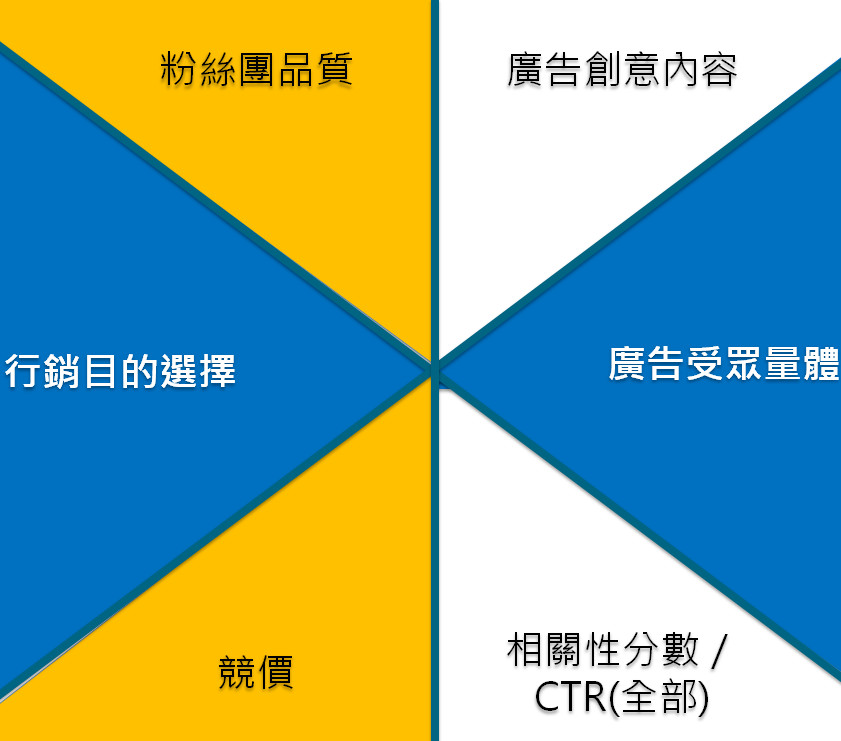 粉絲團品質
廣告創意內容
行銷目的選擇
廣告受眾量體
競價
相關性分數 /
CTR(全部)